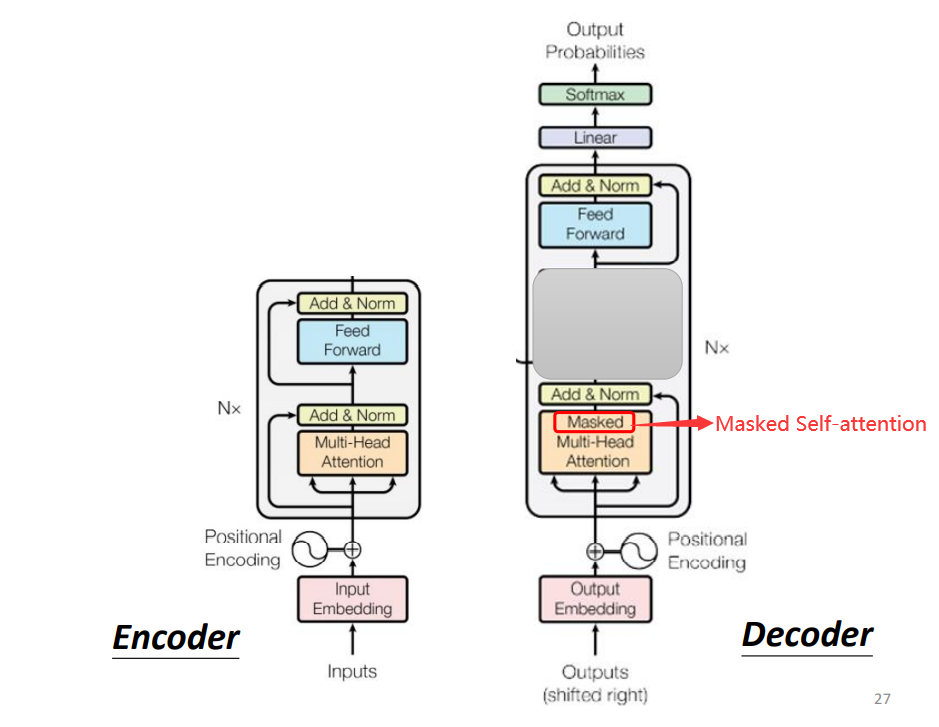 Output
Probabilities
Softmax
Linear
Add & Norm
Feed
Forward
Nx
Add & Norm
Masked
Multi-Head
Attention
Masked Self-attention
Positional
Encoding
Output
Embedding
Outputs
(shifted right)
Decoder
Add & Norm
Feed
Forward
Nx
Add & Norm
Multi-Head
Attention
Positional
Encoding
Input
Embedding
Inputs
Encoder
27